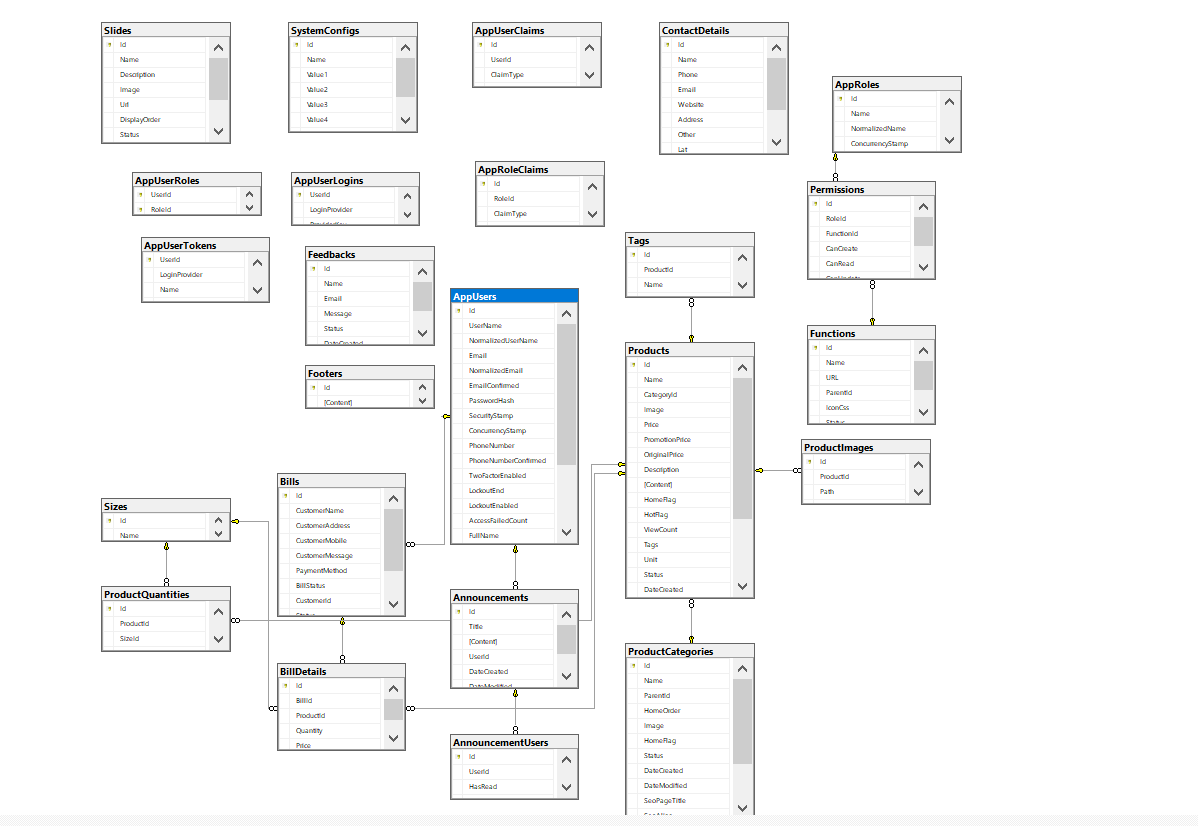 Slides
Id
Name
Description
Image
Url
DisplayOrder
Status
SystemConfigs
Id
Name
Value1
Value2
Value3
Value4
AppUserClaims
Id
UserId
ClaimType
ContactDetails
Id
Name
Phone
Email
Website
Address
Other
Lat
AppRoles
Id
Name
NormalizedName
ConcurrencyStamp
AppUserRoles
UserId
RoleId
AppUserLogins
UserId
LoginProvider
ProviderKey
AppRoleClaims
Id
RoleId
ClaimType
Permissions
Id
RoleId
FunctionId
CanCreate
CanRead
CanUpdate
AppUserTokens
UserId
LoginProvider
Name
Feedbacks
Id
Name
Email
Message
Status
DateCreated
Tags
Id
ProductId
Name
AppUsers
Id
UserName
NormalizedUserName
Email
NormalizedEmail
EmailConfirmed
PasswordHash
SecurityStamp
ConcurrencyStamp
PhoneNumber
PhoneNumberConfirmed
TwoFactorEnabled
LockoutEnd
LockoutEnabled
AccessFailedCount
FullName
Functions
Id
Name
URL
ParentId
IconCss
Status
Footers
Id
[Content]
Products
Id
Name
CategoryId
Image
Price
PromotionPrice
OriginalPrice
Description
[Content]
HomeFlag
HotFlag
ViewCount
Tags
Unit
Status
DateCreated
ProductImages
Id
ProductId
Path
Bills
Id
CustomerName
CustomerAddress
CustomerMobile
CustomerMessage
PaymentMethod
BillStatus
CustomerId
Status
Sizes
Id
Name
ProductQuantities
Id
ProductId
SizeId
Announcements
Id
Title
[Content]
UserId
DateCreated
DateModified
BillDetails
Id
BillId
ProductId
Quantity
Price
ProductCategories
Id
Name
ParentId
HomeOrder
Image
HomeFlag
Status
DateCreated
DateModified
SeoPageTitle
SeoAlias
AnnouncementUsers
Id
UserId
HasRead